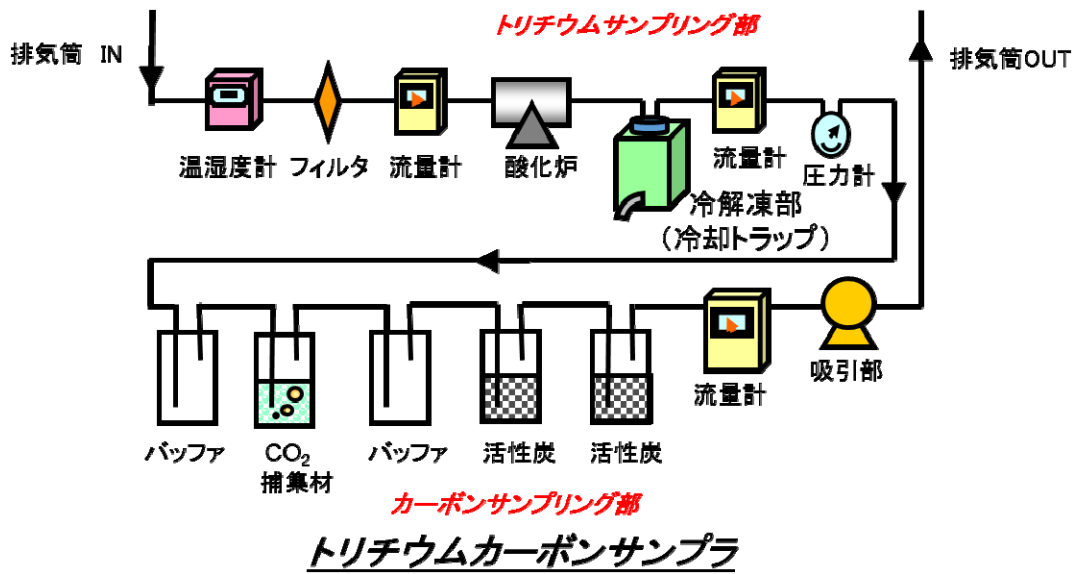 トリチウムサンプリング部
排気筒 IN
排気筒OUT
温湿度計
フィルタ
流量計
酸化炉
流量計
圧力計
冷解凍部
（冷却トラップ）
吸引部
流量計
バッファ
CO₂
捕集材
バッファ
活性炭
活性炭
カーボンサンプリング部
トリチウムカーボンサンプラ